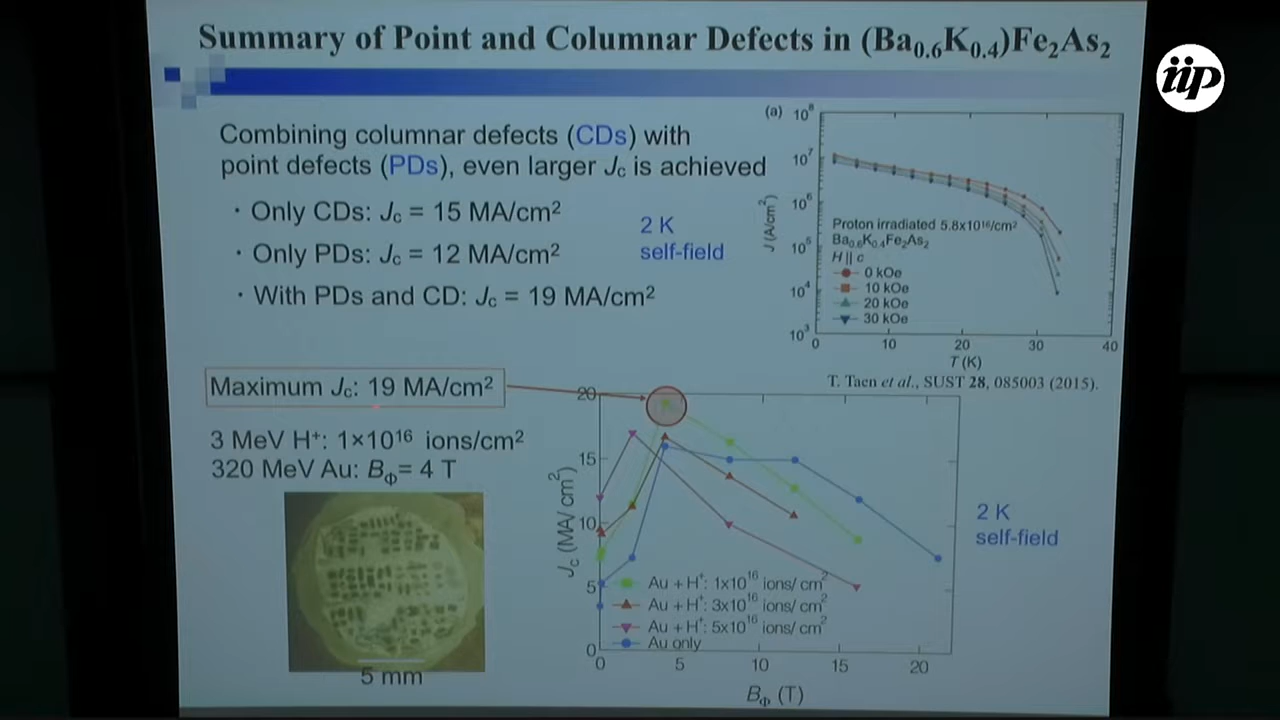 Summary of Point and Columnar Defects in (Ba0.6K0.4)Fe2As2
iip
Combining columnar defects (CDs) with
point defects (PDs), even larger Jc is achieved
· Only CDs: Jc = 15 MA/cm²
· Only PDs: Jc = 12 MA/cm²
· With PDs and CD: Jc = 19 MA/cm²
2 K
self-field
(a)
10⁸
10⁷
10⁶
10⁵
10⁴
10³
J (A/cm²)
Proton irradiated 5.8x10¹⁶/cm²
Ba0.6K0.4Fe2As2
H || c
0 kOe
10 kOe
20 kOe
30 kOe
0 10 20 30 40
T (K)
T. Taen et al., SUST 28, 085003 (2015).
Maximum Jc: 19 MA/cm²
3 MeV H⁺: 1×10¹⁶ ions/cm²
320 MeV Au: BΦ= 4 T
5 mm
20
15
10
5
0
Jc (MA/cm²)
Au + H⁺: 1x10¹⁶ ions/cm²
Au + H⁺: 3x10¹⁶ ions/cm²
Au + H⁺: 5x10¹⁶ ions/cm²
Au only
0 5 10 15 20
BΦ (T)
2 K
self-field